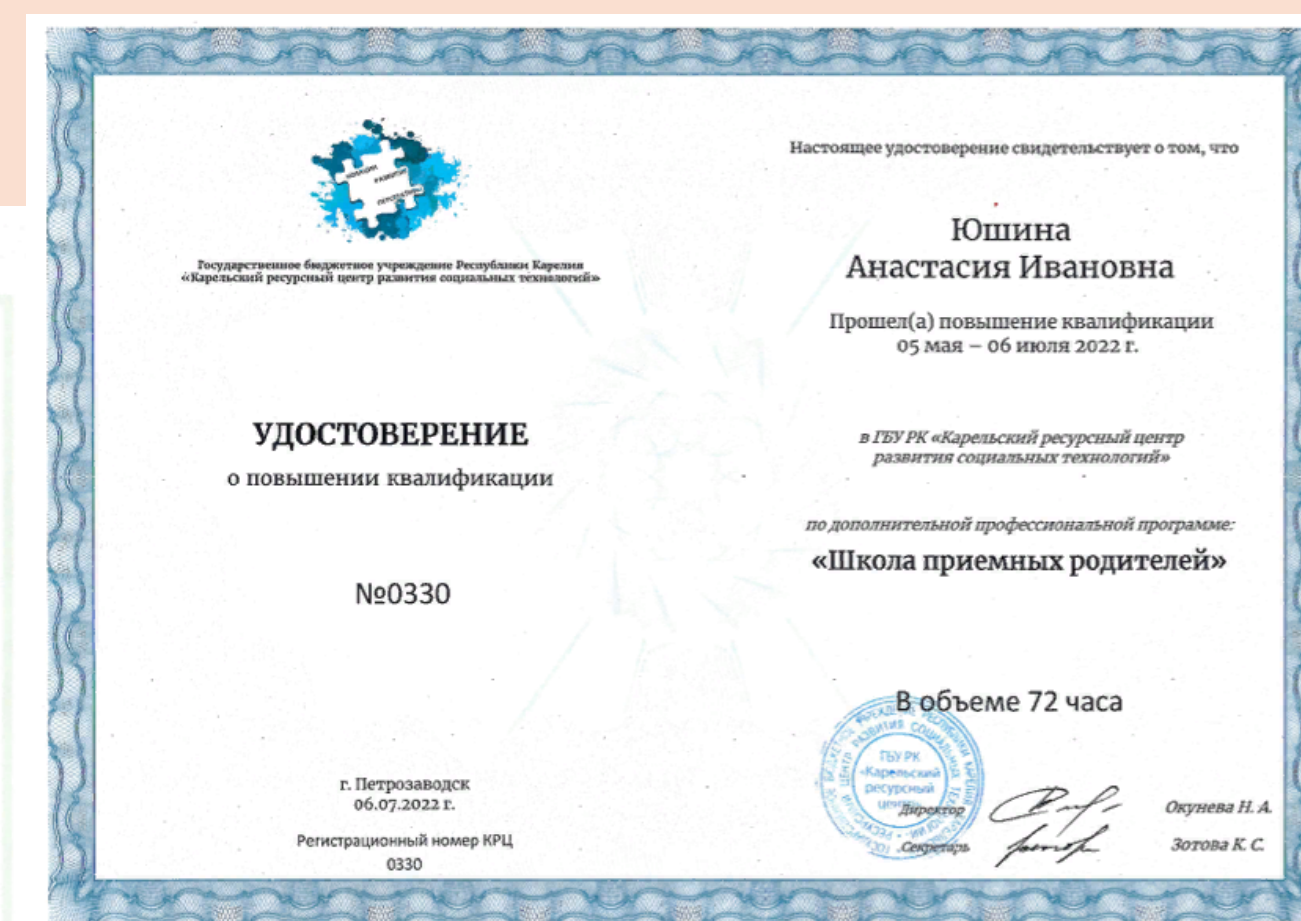 КОЛЛЕГИИ
РАЗВИТИЕ
ПЕРСПЕКТИВЫ
Государственное бюджетное учреждение Республики Карелия
«Карельский ресурсный центр развития социальных технологий»
УДОСТОВЕРЕНИЕ
о повышении квалификации
№0330
г. Петрозаводск
06.07.2022 г.
Регистрационный номер КРЦ
0330
Настоящее удостоверение свидетельствует о том, что
Юшина
Анастасия Ивановна
Прошел(а) повышение квалификации
05 мая – 06 июля 2022 г.
в ГБУ РК «Карельский ресурсный центр
развития социальных технологий»
по дополнительной профессиональной программе:
«Школа приемных родителей»
В объеме 72 часа
ГБУ РК
«Карельский
ресурсный
Директор
Окунева Н. А.
Секретарь
Зотова К. С.